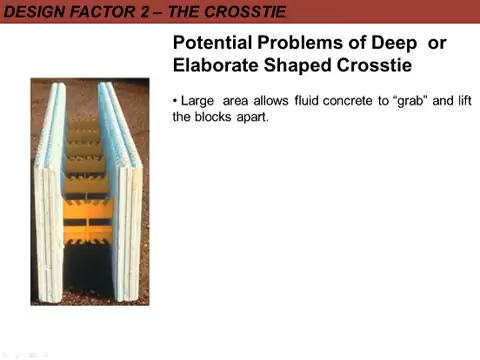 DESIGN FACTOR 2 – THE CROSSTIE
Potential Problems of Deep or
Elaborate Shaped Crosstie
• Large area allows fluid concrete to “grab” and lift
the blocks apart.